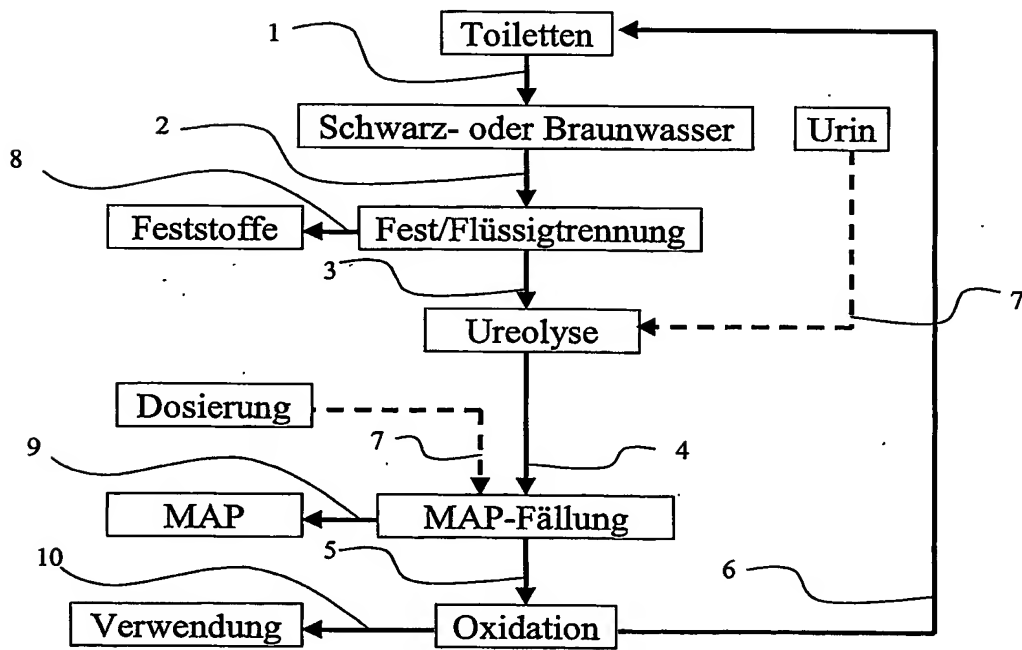 1
Toiletten
2
Schwarz- oder Braunwasser
Urin
8
Feststoffe
Fest/Flüssigtrennung
3
7
Ureolyse
Dosierung
9
7
4
MAP
MAP-Fällung
5
10
6
Verwendung
Oxidation